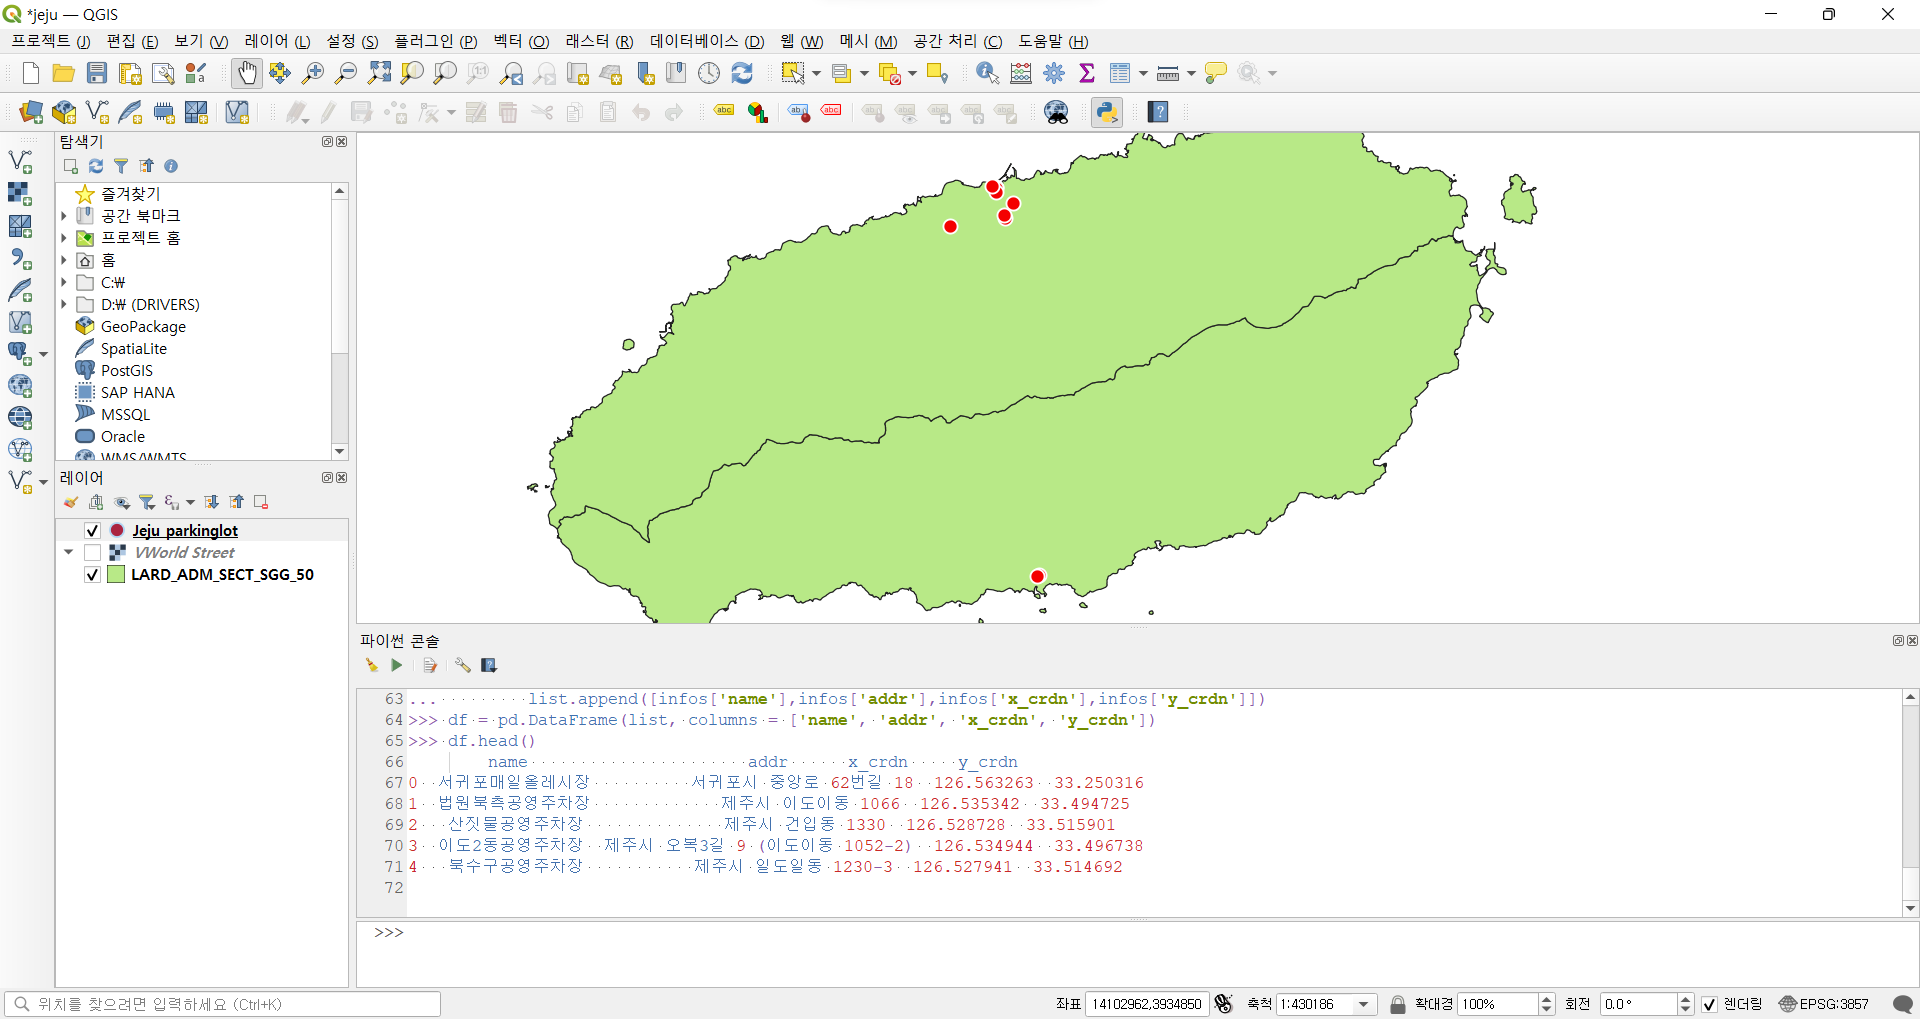 *jeju — QGIS
프로젝트 (J) 편집 (E) 보기 (V) 레이어 (L) 설정 (S) 플러그인 (P) 벡터 (O) 래스터 (R) 데이터베이스 (D) 웹 (W) 메시 (M) 공간 처리 (C) 도움말 (H)
탐색기
즐겨찾기
공간 북마크
프로젝트 홈
홈
C:₩
D:₩ (DRIVERS)
GeoPackage
SpatiaLite
PostGIS
SAP HANA
MSSQL
Oracle
WMS/WMTS
레이어
Jeju parkinglot
VWorld Street
LARD_ADM_SECT_SGG_50
파이썬 콘솔
63 ... list.append([infos['name'],infos['addr'],infos['x_crdn'],infos['y_crdn']])
64 >>> df = pd.DataFrame(list, columns = ['name', 'addr', 'x_crdn', 'y_crdn'])
65 >>> df.head()
66 name addr x_crdn y_crdn
67 0 서귀포매일올레시장 서귀포시 중앙로 62번길 18 126.563263 33.250316
68 1 법원북측공영주차장 제주시 이도이동 1066 126.535342 33.494725
69 2 산짓물공영주차장 제주시 건입동 1330 126.528728 33.515901
70 3 이도2동공영주차장 제주시 오복3길 9 (이도이동 1052-2) 126.534944 33.496738
71 4 북수구공영주차장 제주시 일도일동 1230-3 126.527941 33.514692
72
>>>
위치를 찾으려면 입력하세요 (Ctrl+K) 좌표 14102962,3934850 축척 1:430186 확대경 100% 회전 0.0 ° 렌더링 EPSG:3857